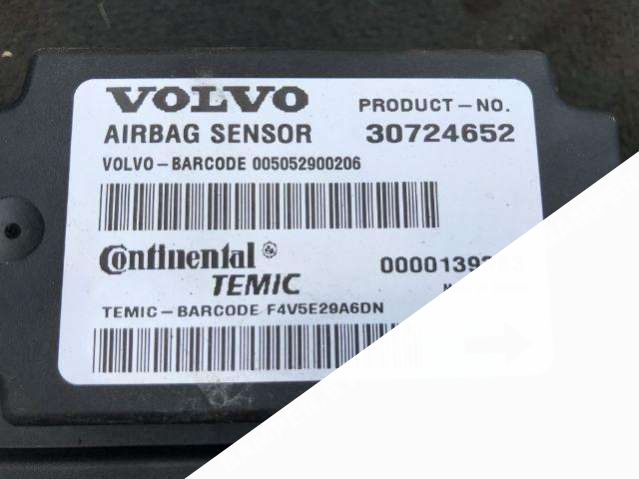 VOLVO
PRODUCT-NO.
AIRBAG SENSOR 30724652
VOLVO-BARCODE 005052900206
Continental
TEMIC
TEMIC-BARCODE F4V5E29A6DN